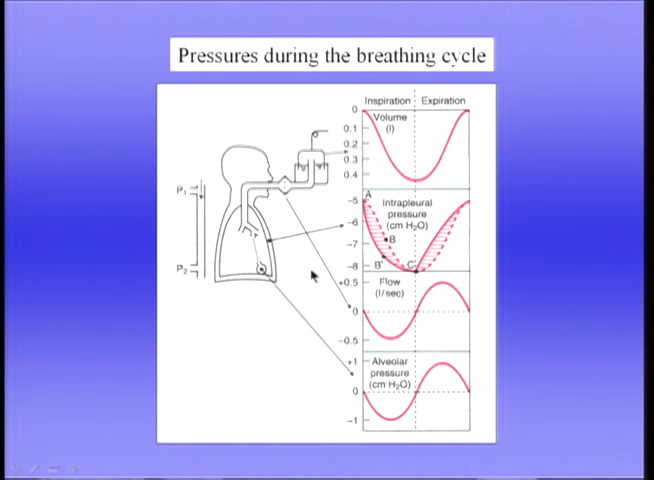 Pressures during the breathing cycle
Inspiration Expiration
0
Volume
(l)
0.1
0.2
0.3
0.4
P1
P2
-5
A
Intrapleural
pressure
(cm H2O)
-6
-7
B
-8
B'
C
+0.5
Flow
(l/sec)
0
-0.5
+1
Alveolar
pressure
(cm H2O)
0
-1